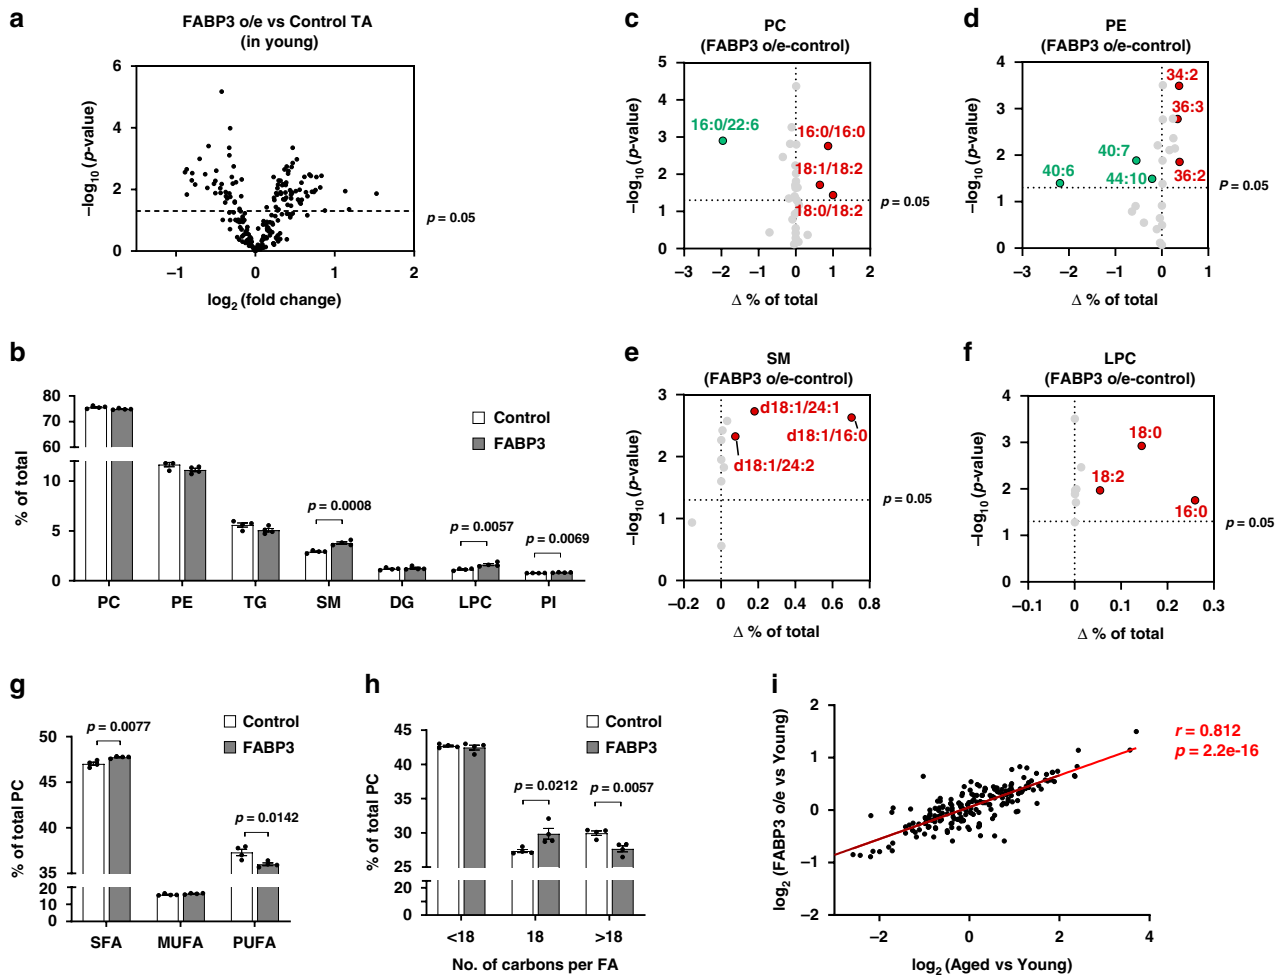 a
FABP3 o/e vs Control TA
(in young)
6
4
2
0
−log10 (p-value)
p = 0.05
−1
0
1
2
log2 (fold change)
b
80
70
60
10
5
0
% of total
Control
FABP3
p = 0.0008
p = 0.0057
p = 0.0069
PC
PE
TG
SM
DG
LPC
PI
c
PC
(FABP3 o/e-control)
5
4
3
2
1
0
−log10 (p-value)
16:0/22:6
16:0/16:0
18:1/18:2
18:0/18:2
p = 0.05
−3
−2
−1
0
1
2
Δ % of total
d
PE
(FABP3 o/e-control)
4
3
2
1
0
−log10 (p-value)
34:2
36:3
40:7
40:6
44:10
36:2
P = 0.05
−3
−2
−1
0
1
Δ % of total
e
SM
(FABP3 o/e-control)
3
2
1
0
−log10 (p-value)
d18:1/24:1
d18:1/16:0
d18:1/24:2
p = 0.05
−0.2
0
0.2
0.4
0.6
0.8
Δ % of total
f
LPC
(FABP3 o/e-control)
4
3
2
1
0
−log10 (p-value)
18:0
18:2
16:0
p = 0.05
−0.1
0
0.1
0.2
0.3
Δ % of total
g
50
45
40
35
20
10
0
% of total PC
p = 0.0077
Control
FABP3
p = 0.0142
SFA
MUFA
PUFA
h
45
40
35
30
25
20
10
0
% of total PC
Control
FABP3
p = 0.0212
p = 0.0057
<18
18
>18
No. of carbons per FA
i
2
1
0
−1
−2
log2 (FABP3 o/e vs Young)
r = 0.812
p = 2.2e-16
−2
0
2
4
log2 (Aged vs Young)